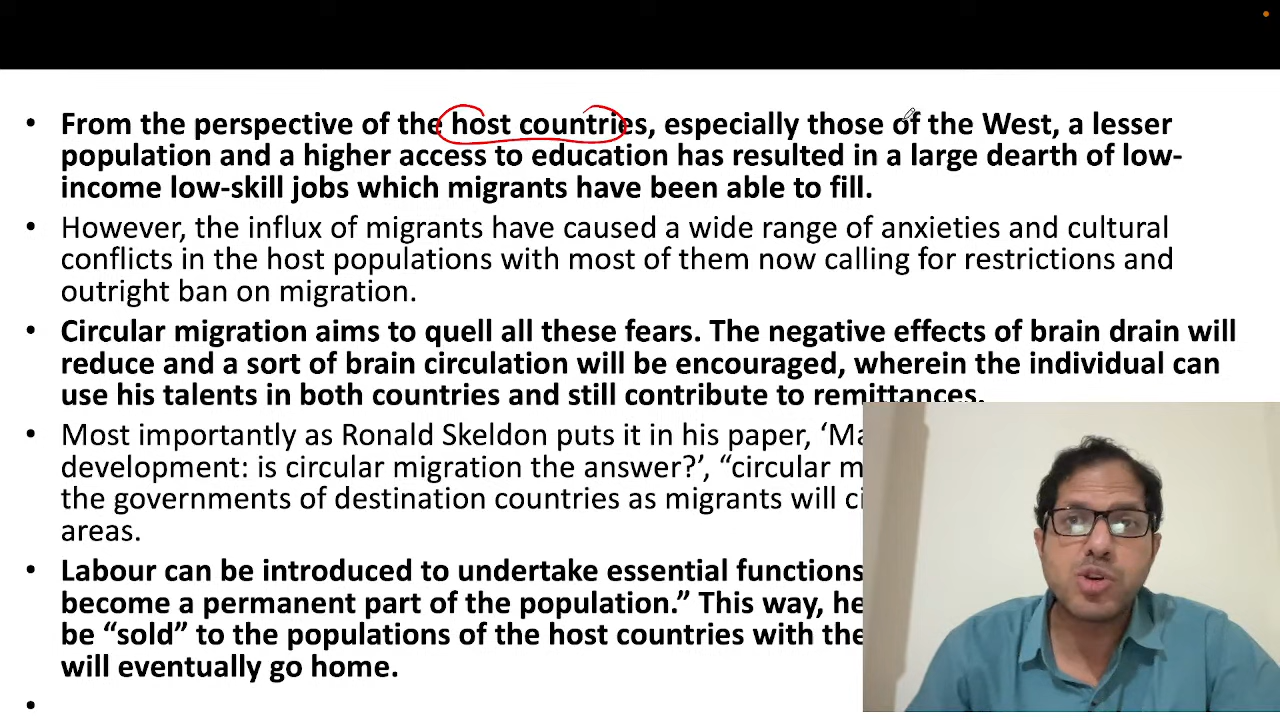 • From the perspective of the host countries, especially those of the West, a lesser
population and a higher access to education has resulted in a large dearth of low-
income low-skill jobs which migrants have been able to fill.
• However, the influx of migrants have caused a wide range of anxieties and cultural
conflicts in the host populations with most of them now calling for restrictions and
outright ban on migration.
• Circular migration aims to quell all these fears. The negative effects of brain drain will
reduce and a sort of brain circulation will be encouraged, wherein the individual can
use his talents in both countries and still contribute to remittances.
• Most importantly as Ronald Skeldon puts it in his paper, ‘Ma
development: is circular migration the answer?’, “circular m
the governments of destination countries as migrants will ci
areas.
• Labour can be introduced to undertake essential functions
become a permanent part of the population.” This way, he
be “sold” to the populations of the host countries with the
will eventually go home.
•